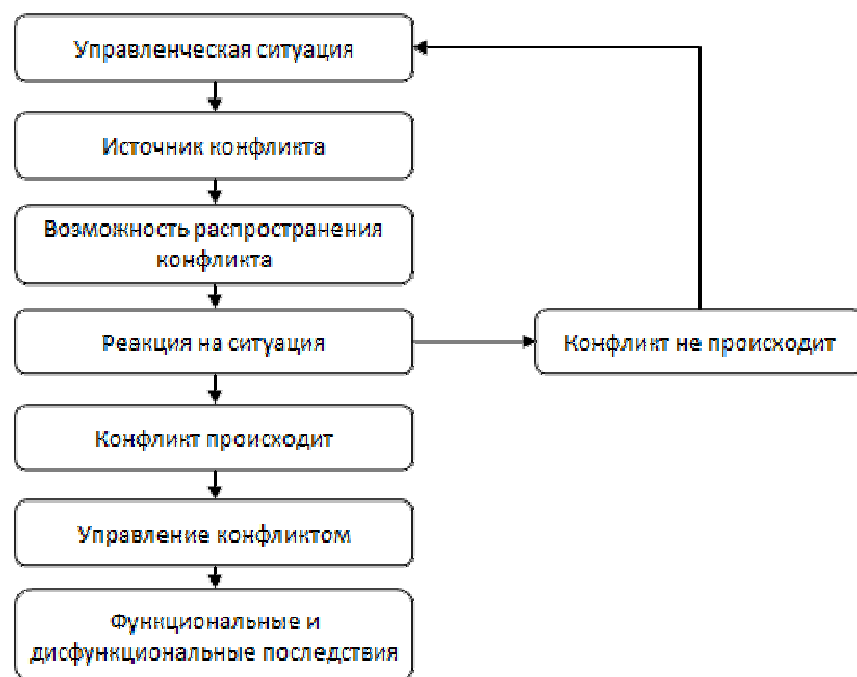 Управленческая ситуация
Источник конфликта
Возможность распространения
конфликта
Реакция на ситуация
Конфликт не происходит
Конфликт происходит
Управление конфликтом
Функциональные и
дисфункциональные последствия